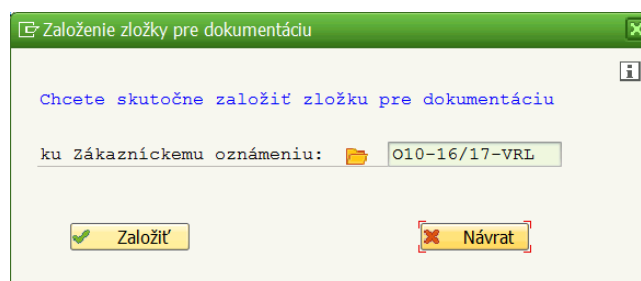 Založenie zložky pre dokumentáciu
Chcete skutočne založiť zložku pre dokumentáciu
ku Zákazníckemu oznámeniu: O10-16/17-VRL
Založiť Návrat